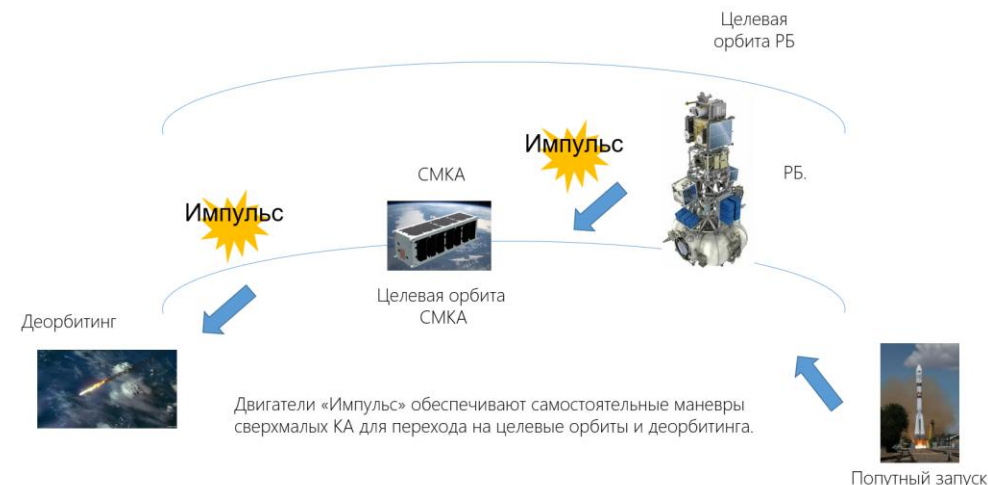 Целевая
орбита РБ
Импульс
СМКА
РБ.
Импульс
Целевая орбита
СМКА
Деорбитинг
Двигатели «Импульс» обеспечивают самостоятельные маневры
сверхмалых КА для перехода на целевые орбиты и деорбитинга.
Попутный запуск